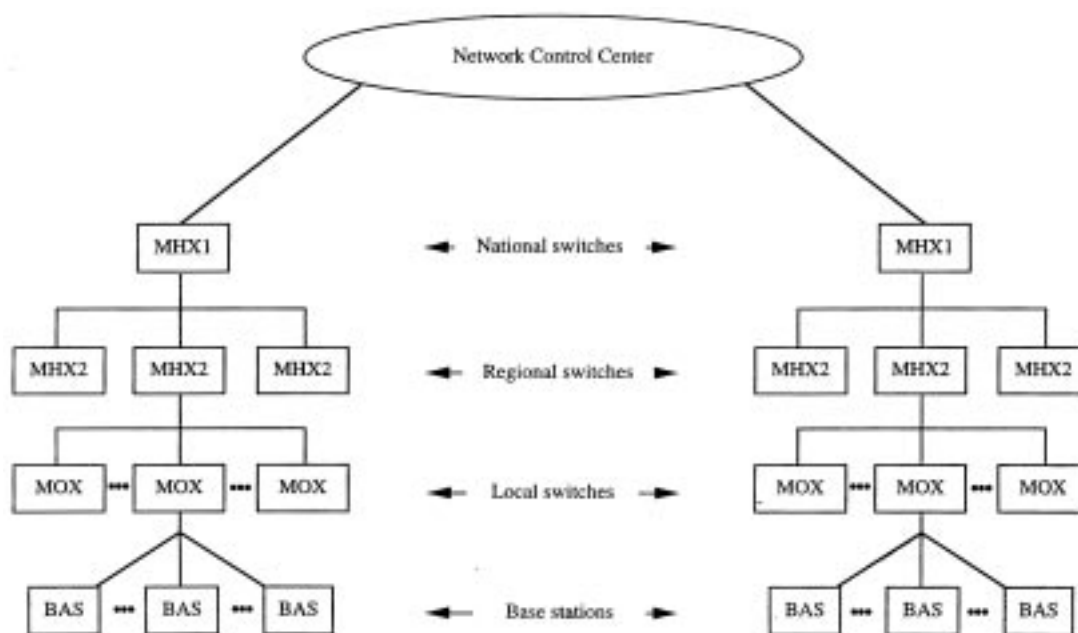 Network Control Center
MHX1 National switches MHX1
MHX2 MHX2 MHX2 Regional switches MHX2 MHX2 MHX2
MOX MOX MOX Local switches MOX MOX MOX
BAS BAS BAS Base stations BAS BAS BAS